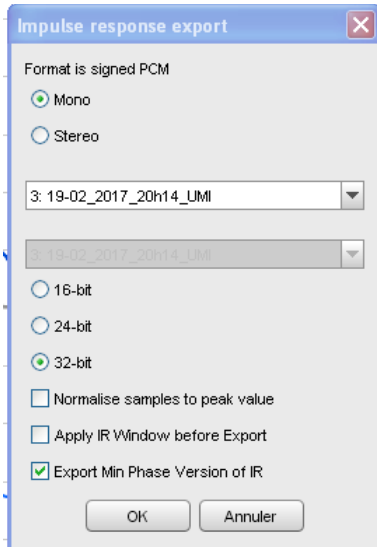 Impulse response export
Format is signed PCM
Mono
Stereo
3: 19-02_2017_20h14_UMI
3: 19-02_2017_20h14_UMI
16-bit
24-bit
32-bit
Normalise samples to peak value
Apply IR Window before Export
Export Min Phase Version of IR
OK Annuler